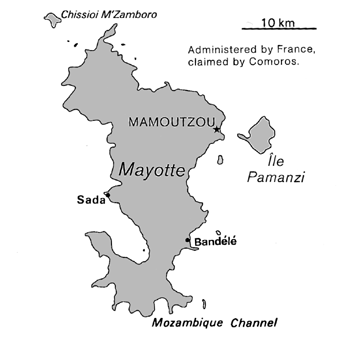 Chissioi M'Zamboro
10 km
Administered by France,
claimed by Comoros.
MAMOUTZOU
Île
Pamanzi
Mayotte
Sada
Bandélé
Mozambique Channel